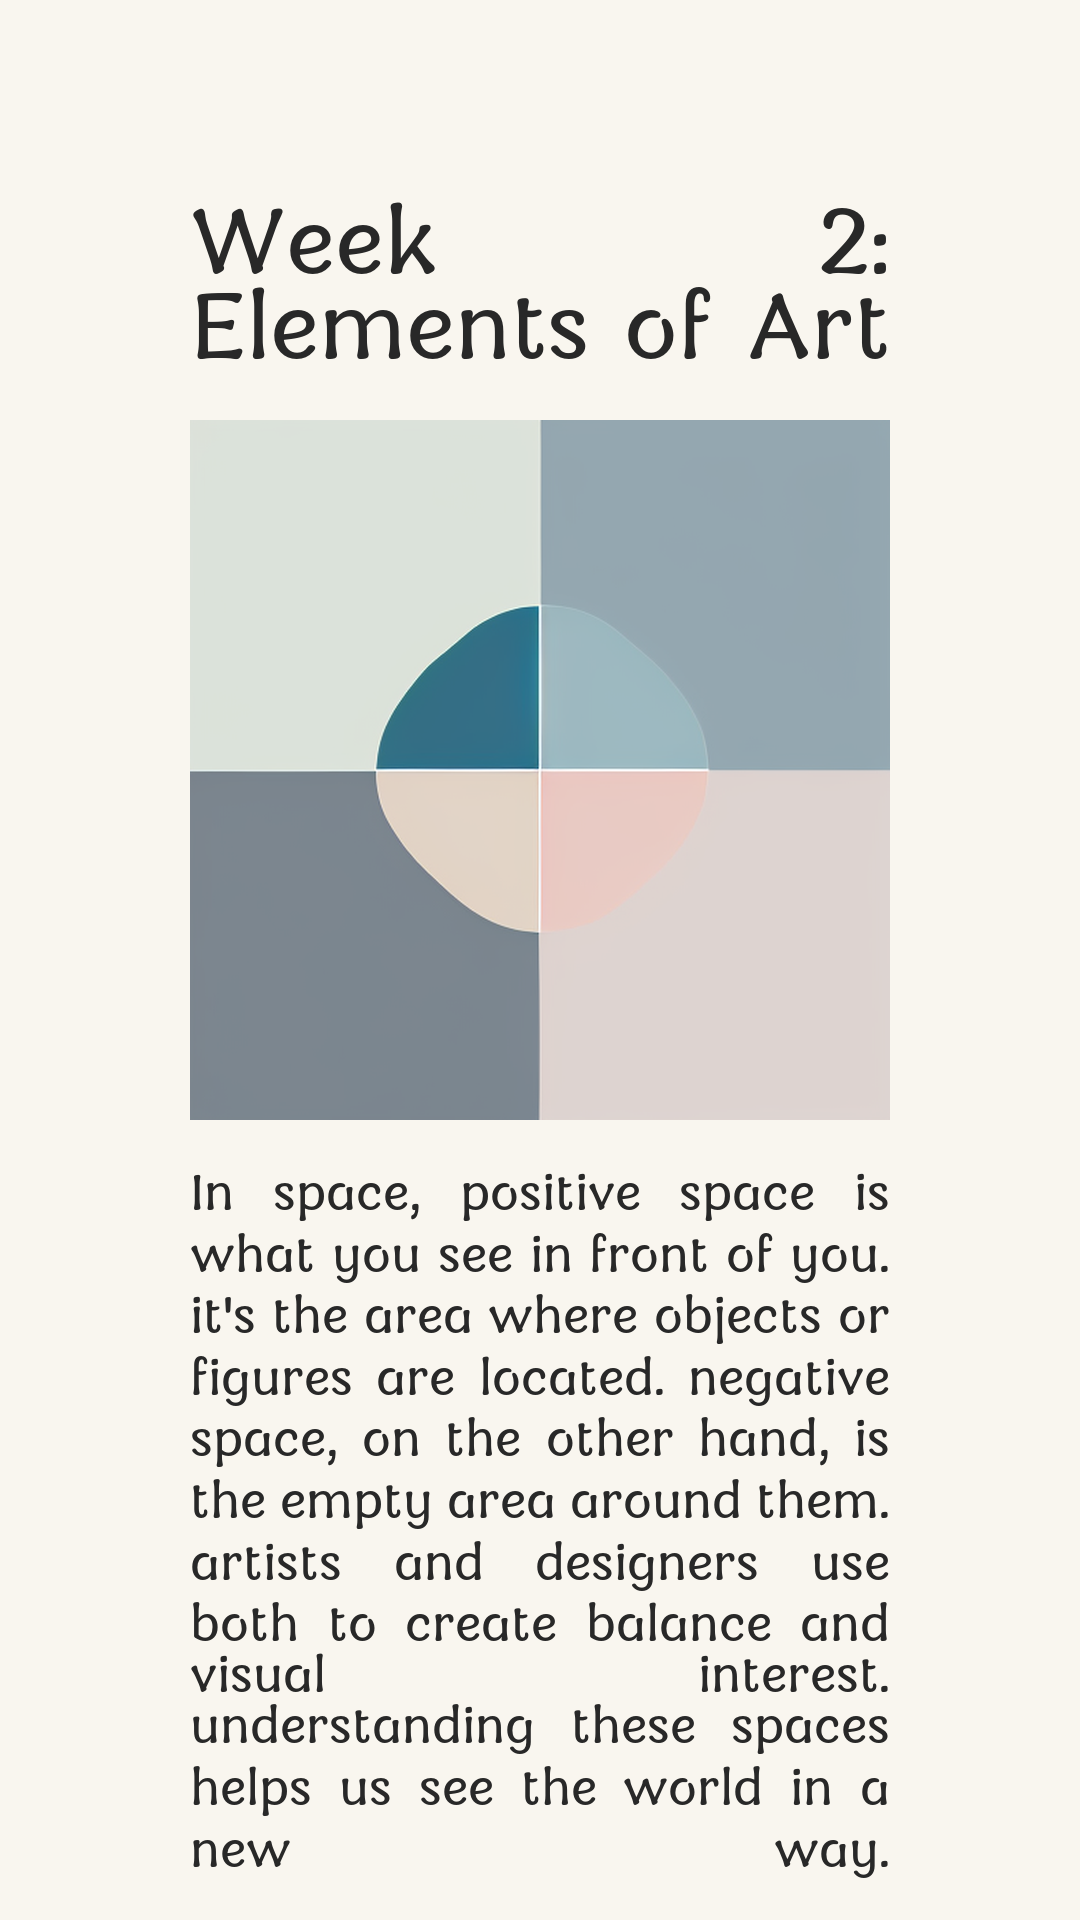 Week 2:
Elements of Art
In space, positive space is
what you see in front of you.
it's the area where objects or
figures are located. negative
space, on the other hand, is
the empty area around them.
artists and designers use
both to create balance and
visual interest.
understanding these spaces
helps us see the world in a
new way.